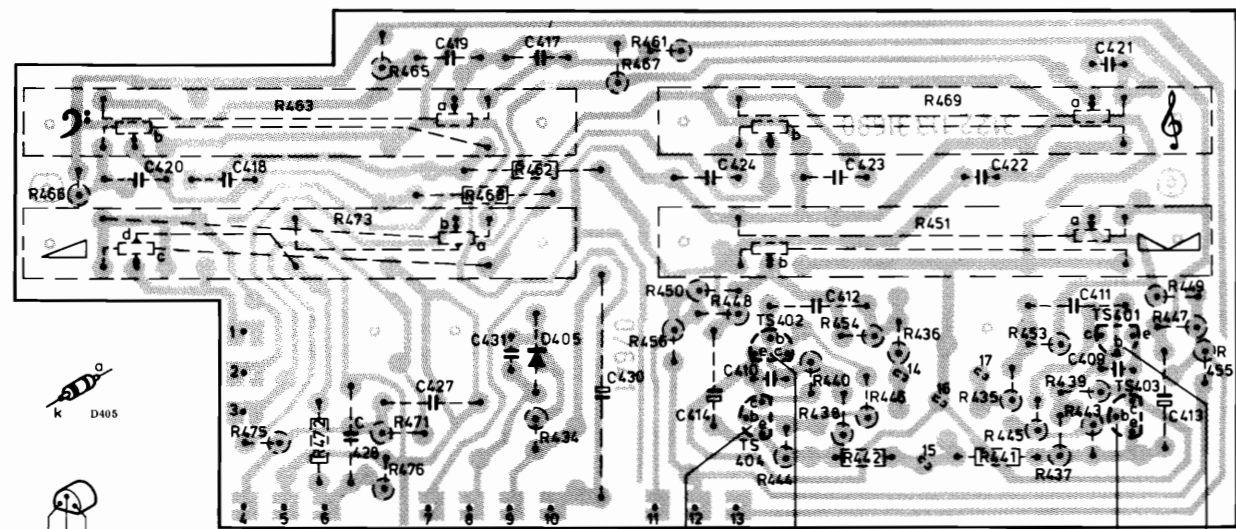 C419 C417 R461 C421
R465 R467
R463 a R469 a
b b
C420 C418 R462 C424 C423 C422
R466 R468
R473 b R451 a
d a
c b
R450 R448 C412 C411 R449
TS402 TS401 R447
1 C431 D405 R456 R454 R436 R453 c e
b b
e c
2 C430 C410 R440 14 17 C409 R
455
k D405 C427 R446 16 R435 R439 TS403
3 C414 c R438 c C413
b b
R475 R472 C R471 R434 e R445 R443 e
428 TS
404 R442 15 R441
R476 R444 R437
4 5 6 7 8 9 10 11 12 13